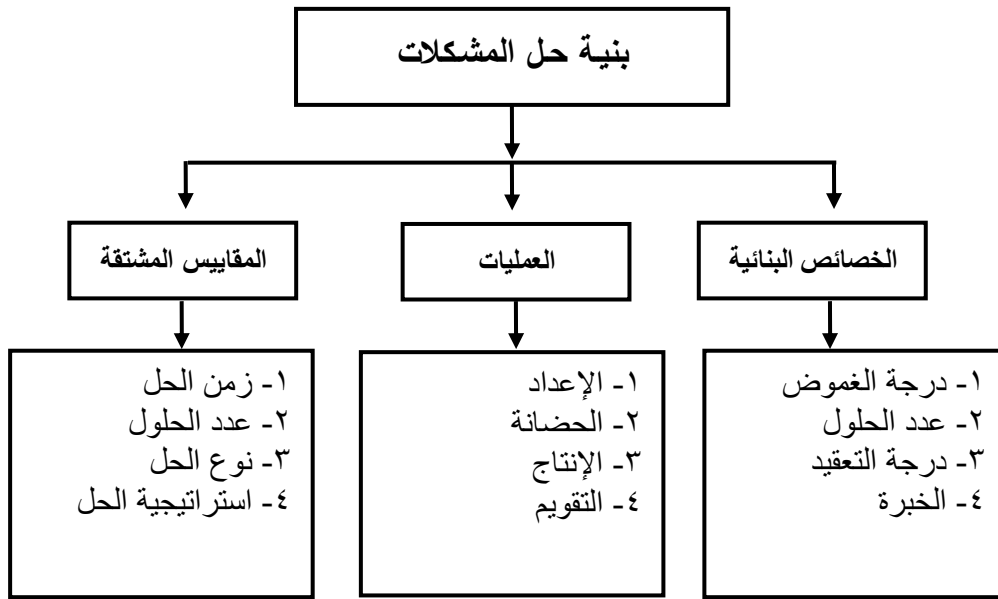 بنية حل المشكلات
الخصائص البنائية
العمليات
المقاييس المشتقة
١- درجة الغموض
٢- عدد الحلول
٣- درجة التعقيد
٤- الخبرة
١- الإعداد
٢- الحضانة
٣- الإنتاج
٤- التقويم
١- زمن الحل
٢- عدد الحلول
٣- نوع الحل
٤- استراتيجية الحل